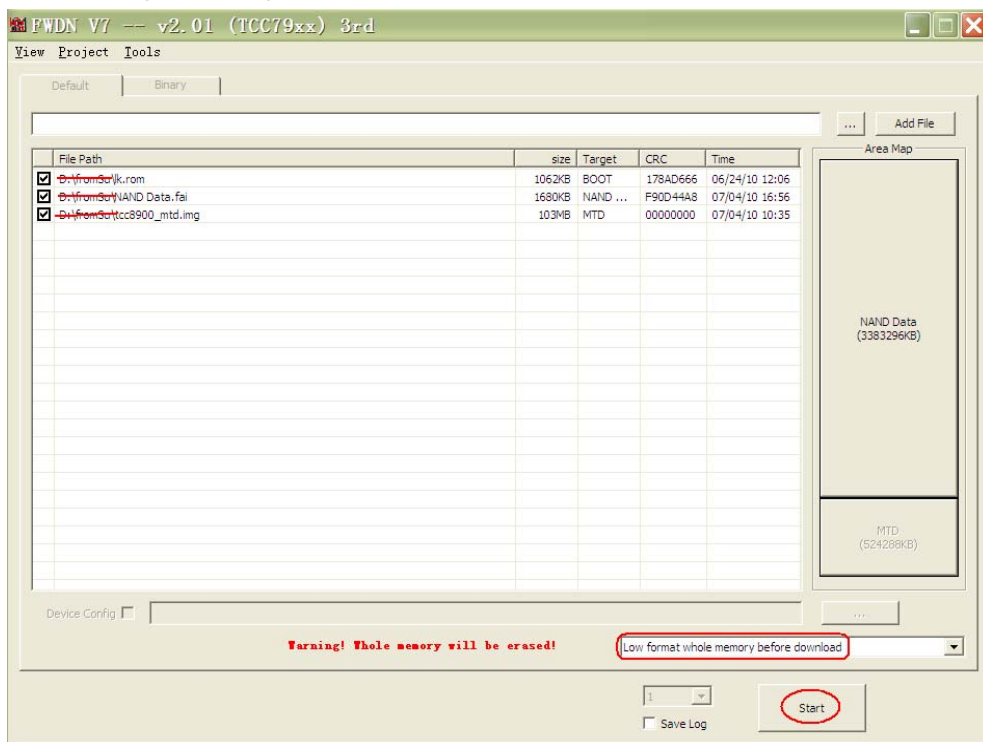 FWDN V7 -- v2.01 (TCC79xx) 3rd
View Project Tools
Default Binary
... Add File
File Path size Target CRC Time Area Map
D:\fromSu\lk.rom 1062KB BOOT 178AD666 06/24/10 12:06
D:\fromSu\NAND Data.fai 1680KB NAND ... F90D44A8 07/04/10 16:56
D:\fromSu\tcc8900_mtd.img 103MB MTD 00000000 07/04/10 10:35
NAND Data
(3383296KB)
MTD
(524288KB)
Device Config ...
Warning! Whole memory will be erased! Low format whole memory before download
1
Start
Save Log